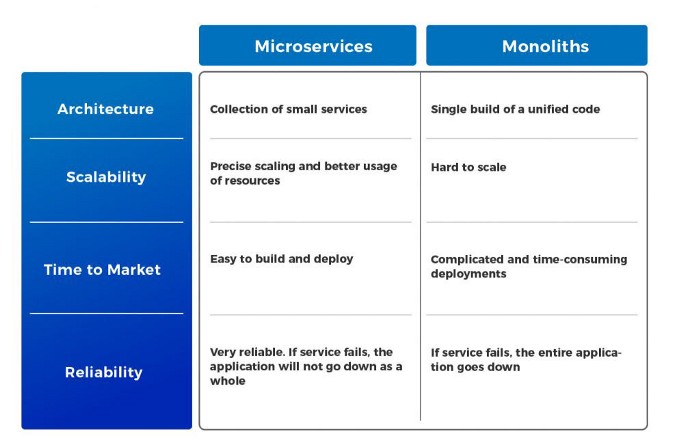 Microservices
Monoliths
Architecture
Collection of small services
Single build of a unified code
Scalability
Precise scaling and better usage
of resources
Hard to scale
Time to Market
Easy to build and deploy
Complicated and time-consuming
deployments
Reliability
Very reliable. If service fails, the
application will not go down as a
whole
If service fails, the entire applica-
tion goes down